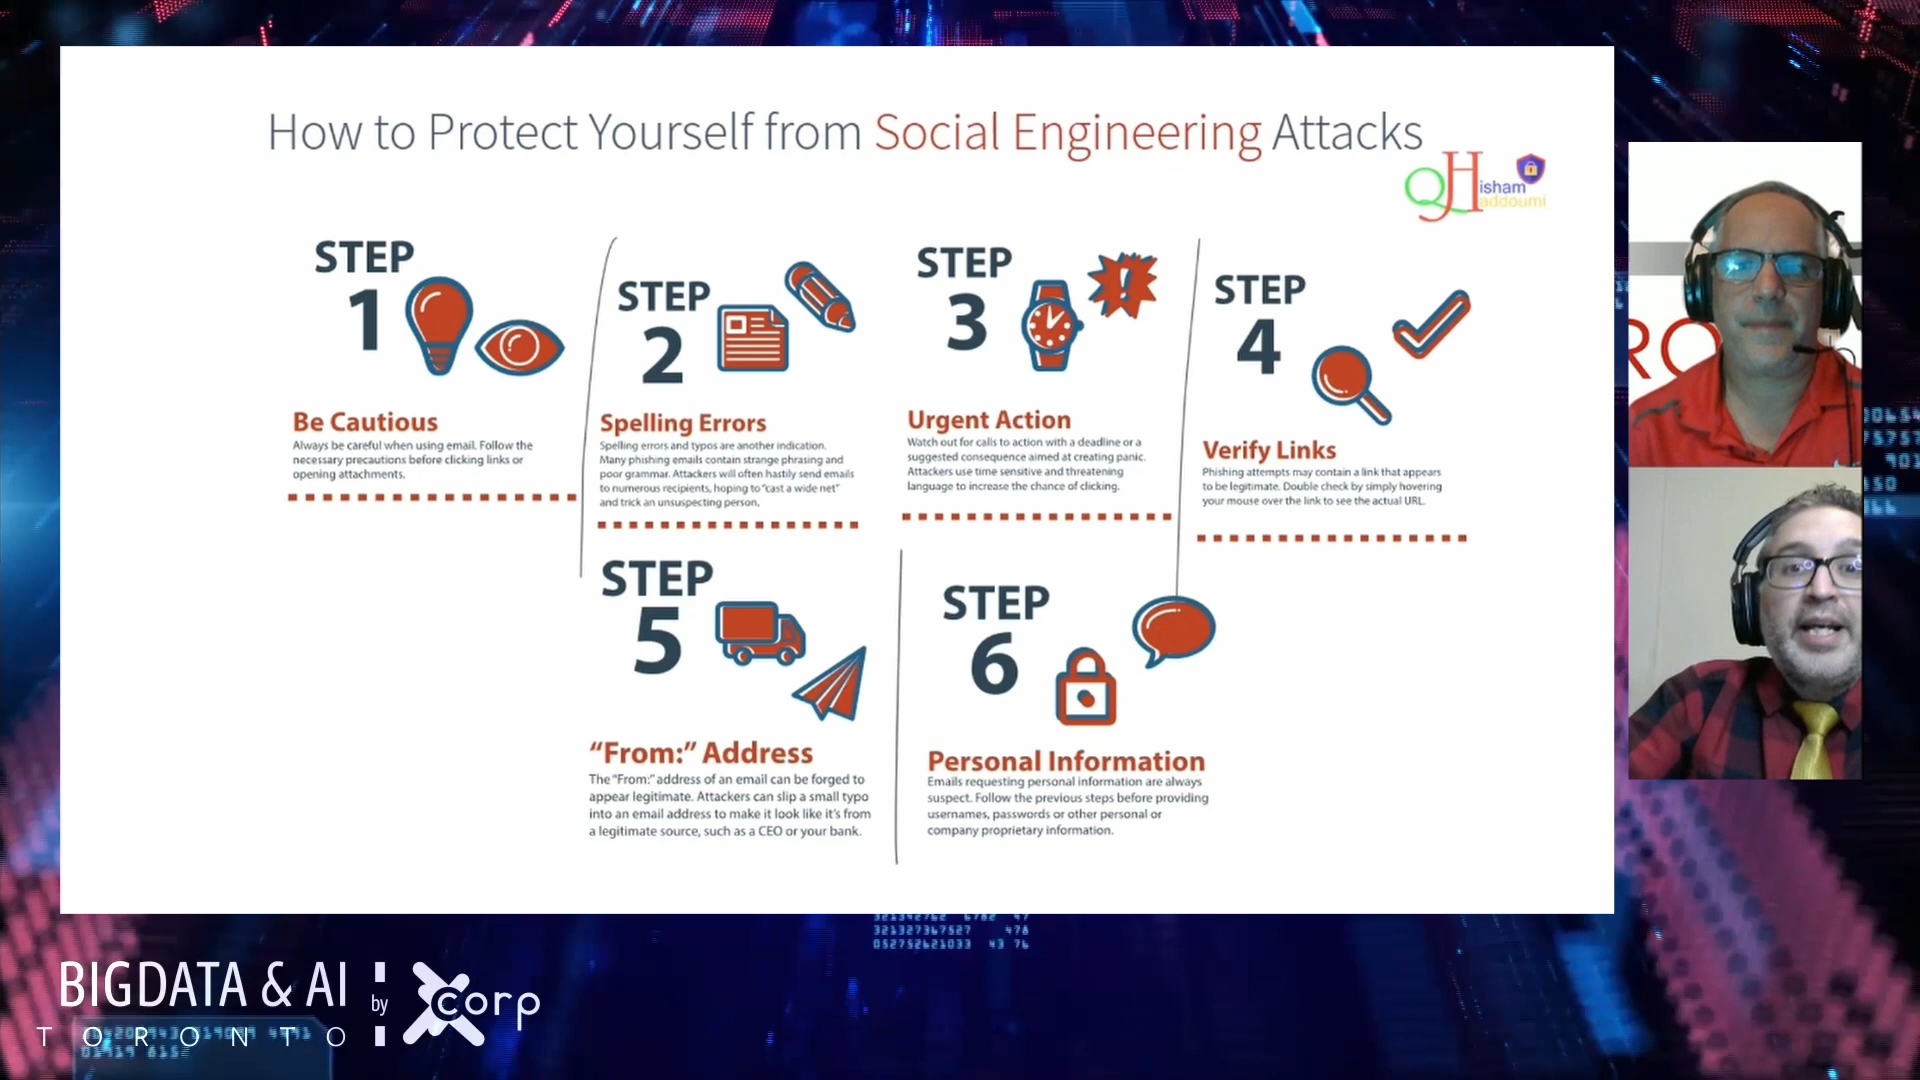 How to Protect Yourself from Social Engineering Attacks
QHisham
Qaddoumi
STEP
1
Be Cautious
Always be careful when using email. Follow the
necessary precautions before clicking links or
opening attachments.
STEP
2
Spelling Errors
Spelling errors and typos are another indication.
Many phishing emails contain strange phrasing and
poor grammar. Attackers will often hastily send emails
to numerous recipients, hoping to "cast a wide net"
and trick an unsuspecting person.
STEP
3
Urgent Action
Watch out for calls to action with a deadline or a
suggested consequence aimed at creating panic.
Attackers use time sensitive and threatening
language to increase the chance of clicking.
STEP
4
Verify Links
Phishing attempts may contain a link that appears
to be legitimate. Double check by simply hovering
your mouse over the link to see the actual URL.
STEP
5
"From:" Address
The "From:" address of an email can be forged to
appear legitimate. Attackers can slip a small typo
into an email address to make it look like it's from
a legitimate source, such as a CEO or your bank.
STEP
6
Personal Information
Emails requesting personal information are always
suspect. Follow the previous steps before providing
usernames, passwords or other personal or
company proprietary information.
RO
321327367527 478
052752621033 43 76
BIGDATA & AI
TORONTO
by
corp